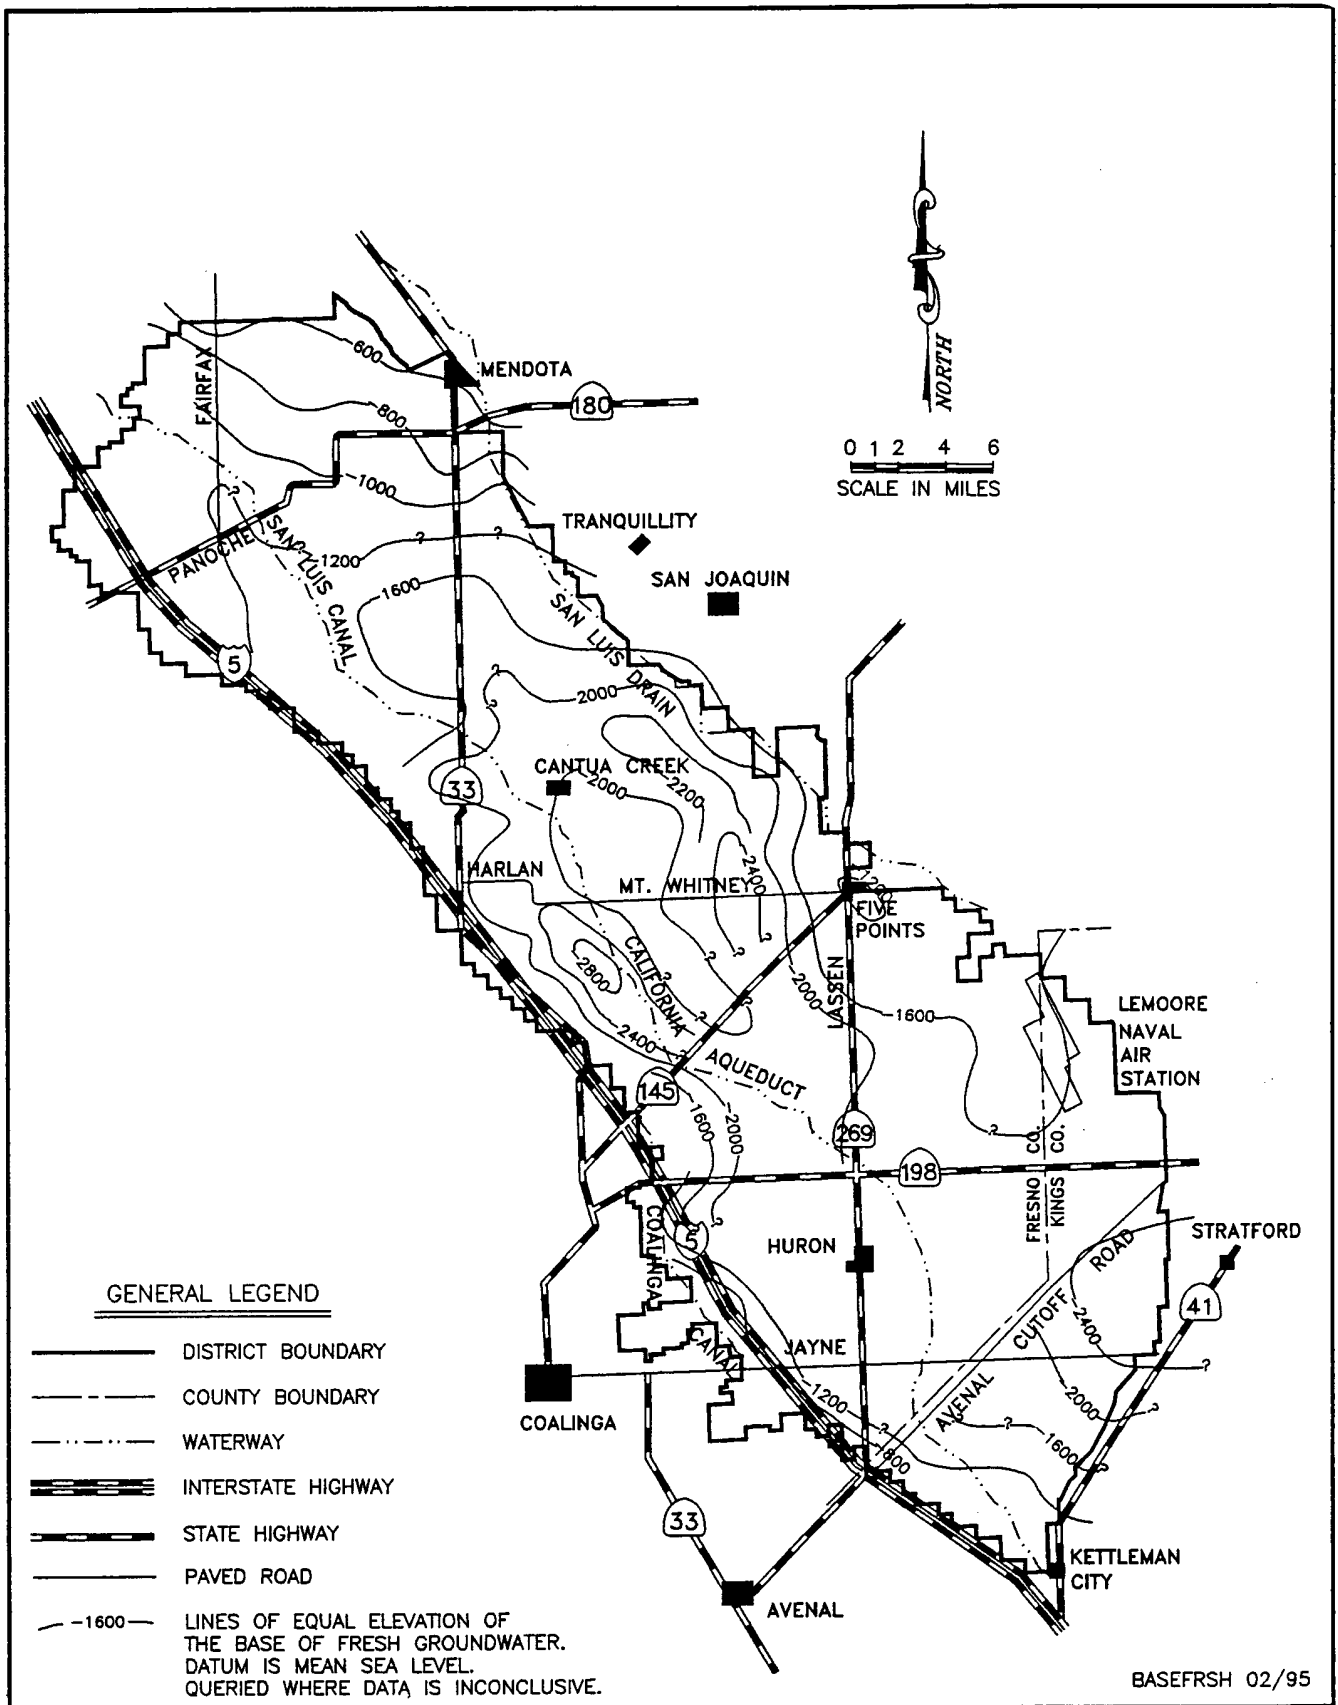 NORTH
0 1 2 4 6
SCALE IN MILES
FAIRFAX
-600
MENDOTA
180
-800
-1000
TRANQUILLITY
PANOCHE
SAN LUIS CANAL
-1200
SAN JOAQUIN
-1600
SAN LUIS DRAIN
5
-2000
CANTUA CREEK
33
-2000
-2200
HARLAN
MT. WHITNEY
-2400
-1200
FIVE
POINTS
CALIFORNIA
-2800
-2000
LASSEN
-1600
LEMOORE
NAVAL
AIR
STATION
-2400
AQUEDUCT
145
-1600
-2000
269
198
FRESNO CO.
KINGS CO.
COALINGA
CANAL
5
HURON
ROAD
STRATFORD
41
CUTOFF
-2400
JAYNE
AVENAL
-2000
-1200
-1600
-800
COALINGA
33
KETTLEMAN
CITY
AVENAL
GENERAL LEGEND
DISTRICT BOUNDARY
COUNTY BOUNDARY
WATERWAY
INTERSTATE HIGHWAY
STATE HIGHWAY
PAVED ROAD
-1600 LINES OF EQUAL ELEVATION OF
THE BASE OF FRESH GROUNDWATER.
DATUM IS MEAN SEA LEVEL.
QUERIED WHERE DATA IS INCONCLUSIVE.
BASEFRSH 02/95